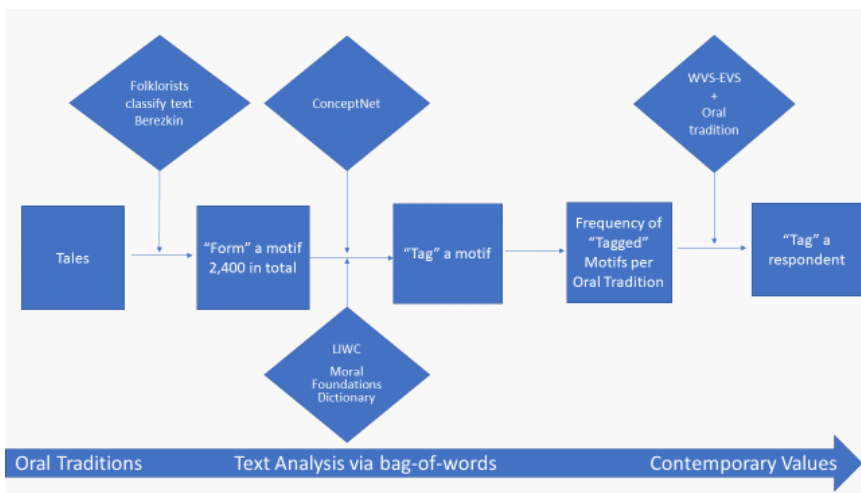 Folklorists
classify text
Berezkin
ConceptNet
WVS-EVS
+
Oral
tradition
Tales
“Form” a motif
2,400 in total
“Tag” a motif
Frequency of
“Tagged”
Motifs per
Oral Tradition
“Tag” a
respondent
LIWC
Moral
Foundations
Dictionary
Oral Traditions
Text Analysis via bag-of-words
Contemporary Values